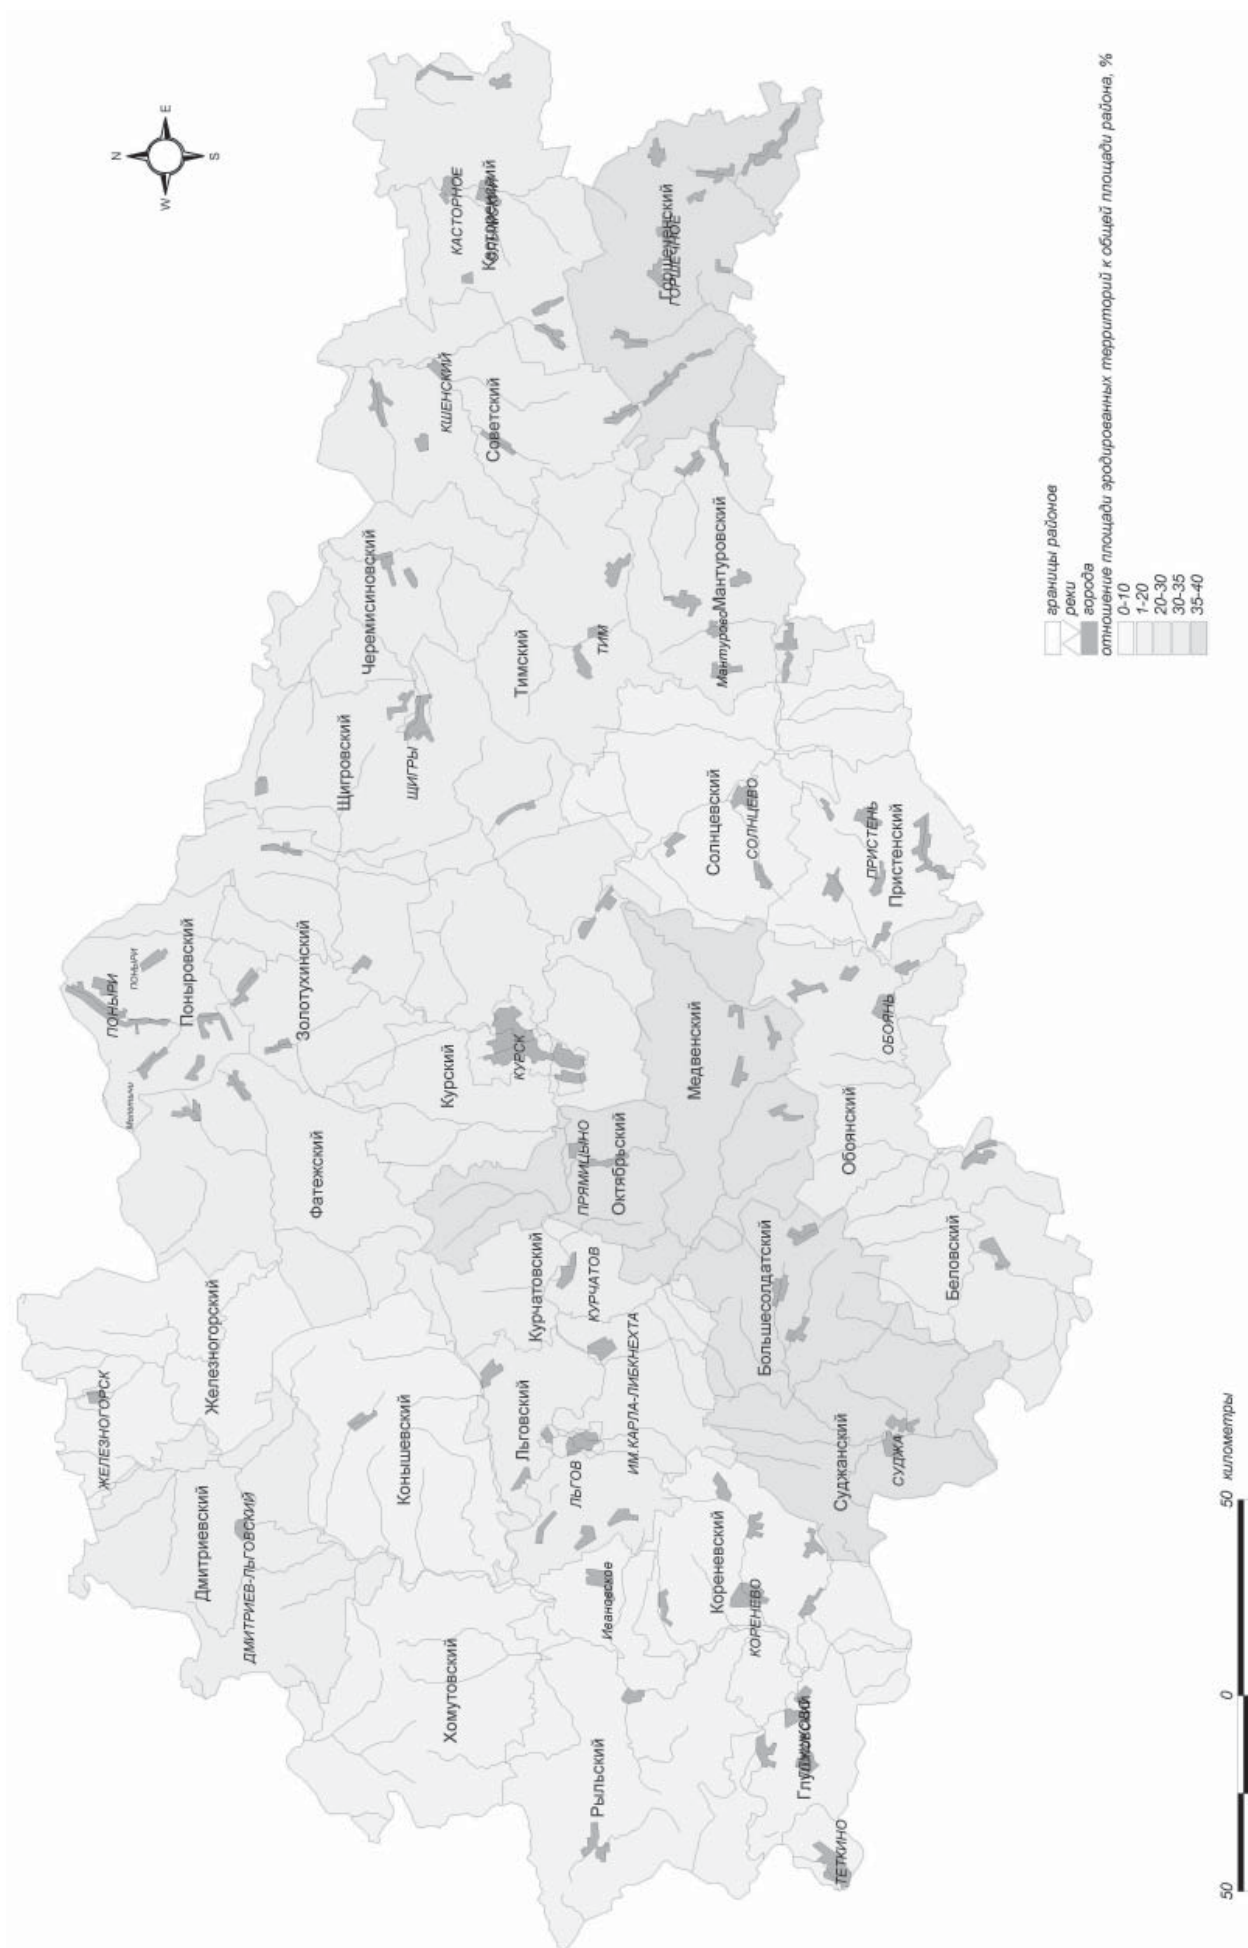 ЖЕЛЕЗНОГОРСК
ПОНЫРИ
поныри
N
W
E
S
Дмитриевский
Железногорский
Поныровский
ДМИТРИЕВ-ЛЬГОВСКИЙ
Фатежский
Золотухинский
Щигровский
Черемисиновский
Конышевский
ЩИГРЫ
Хомутовский
Курский
КШЕНСКИЙ
КАСТОРНОЕ
Советский
Касторенский
Льговский
Курчатовский
КУРСК
Тимский
ЛЬГОВ
ПРЯМИЦЫНО
Рыльский
Ивановское
КУРЧАТОВ
ТИМ
Октябрьский
ИМ.КАРЛА-ЛИБКНЕХТА
Горшеченский
ГОРШЕЧНОЕ
Медвенский
Кореневский
Солнцевский
Мантурово
Мантуровский
КОРЕНЕВО
СОЛНЦЕВО
Большесолдатский
Глушковский
ТЕТКИНО
Суджанский
Обоянский
ПРИСТЕНЬ
СУДЖА
ОБОЯНЬ
Пристенский
Беловский
границы районов
реки
города
отношение площади эродированных территорий к общей площади района, %
0-10
1-20
20-30
30-35
35-40
50
0
50
километры